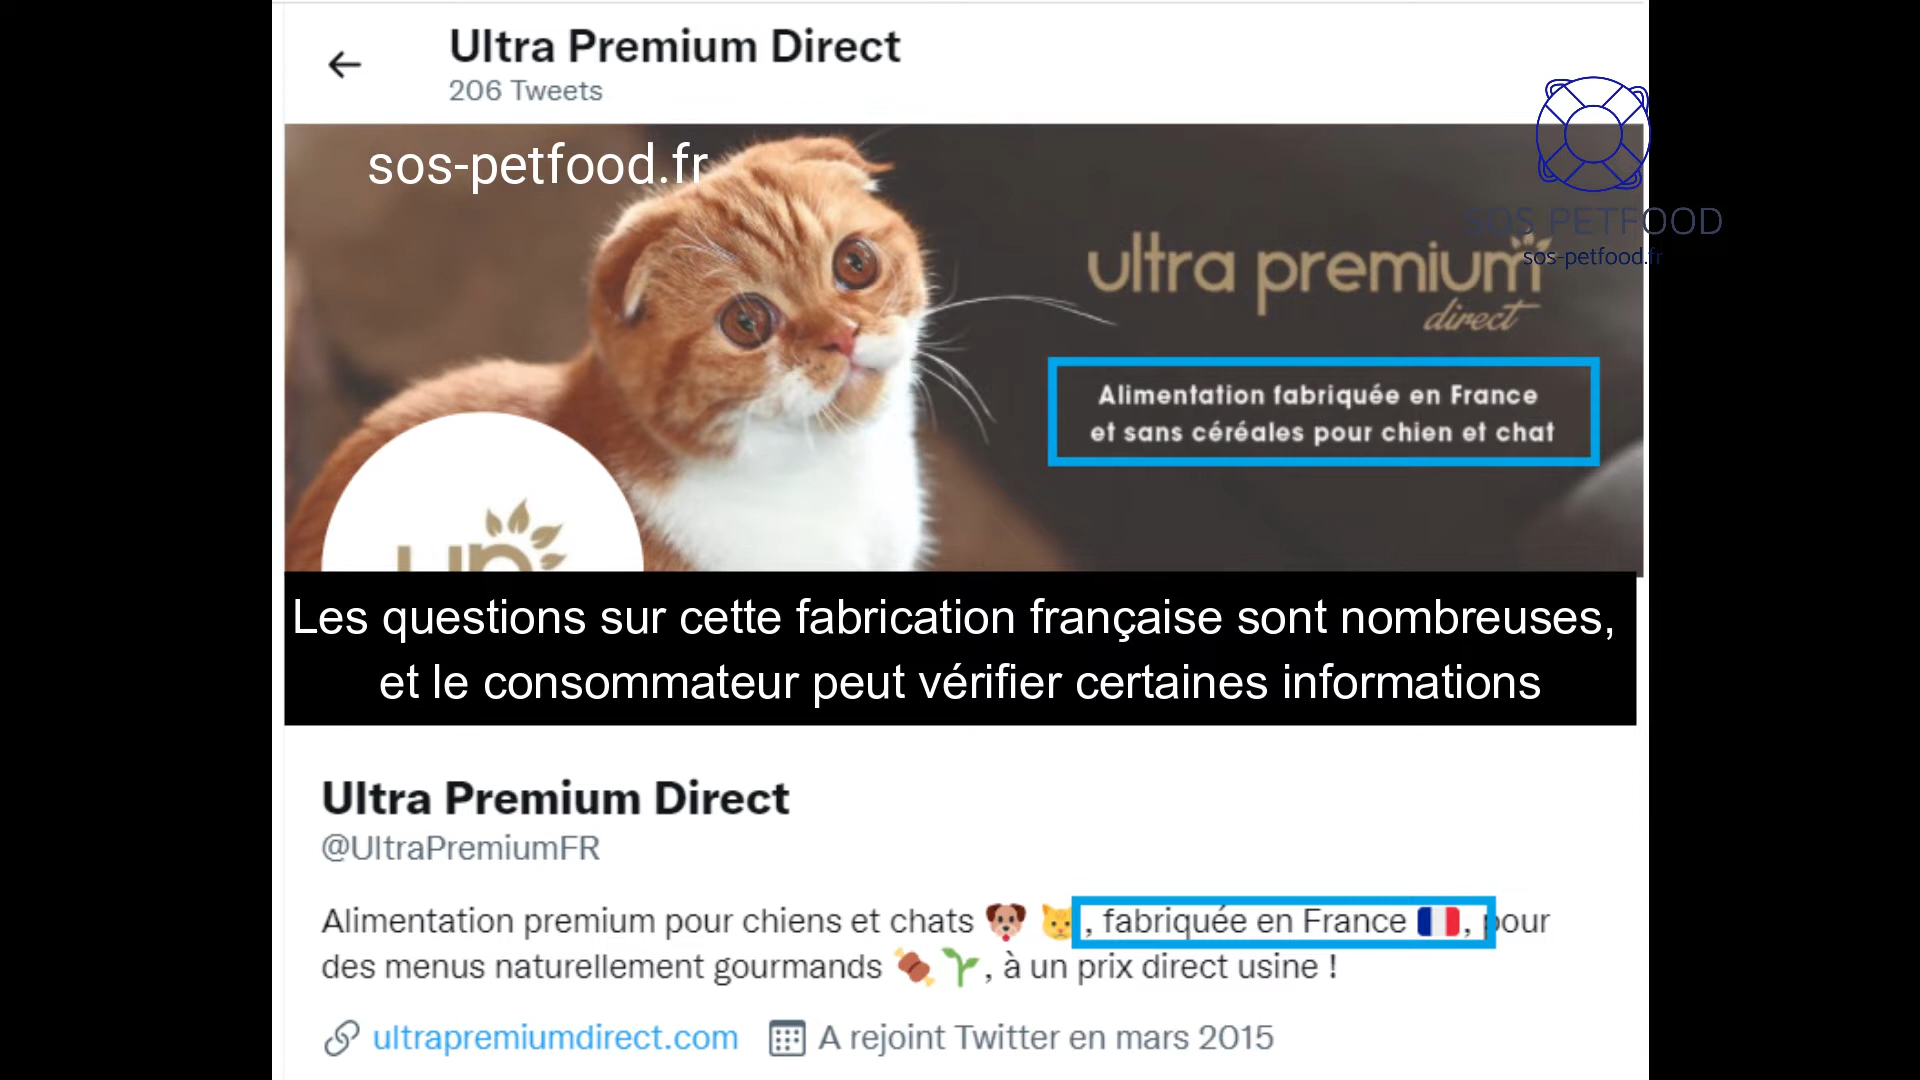 Ultra Premium Direct
206 Tweets
sos-petfood.fr
SOS PETFOOD
sos-petfood.fr
ultra premium
direct
Alimentation fabriquée en France
et sans céréales pour chien et chat
up
Les questions sur cette fabrication française sont nombreuses,
et le consommateur peut vérifier certaines informations
Ultra Premium Direct
@UltraPremiumFR
Alimentation premium pour chiens et chats 🐶 🐱, fabriquée en France 🇫🇷, pour
des menus naturellement gourmands 🍖🌱, à un prix direct usine !
ultrapremiumdirect.com A rejoint Twitter en mars 2015